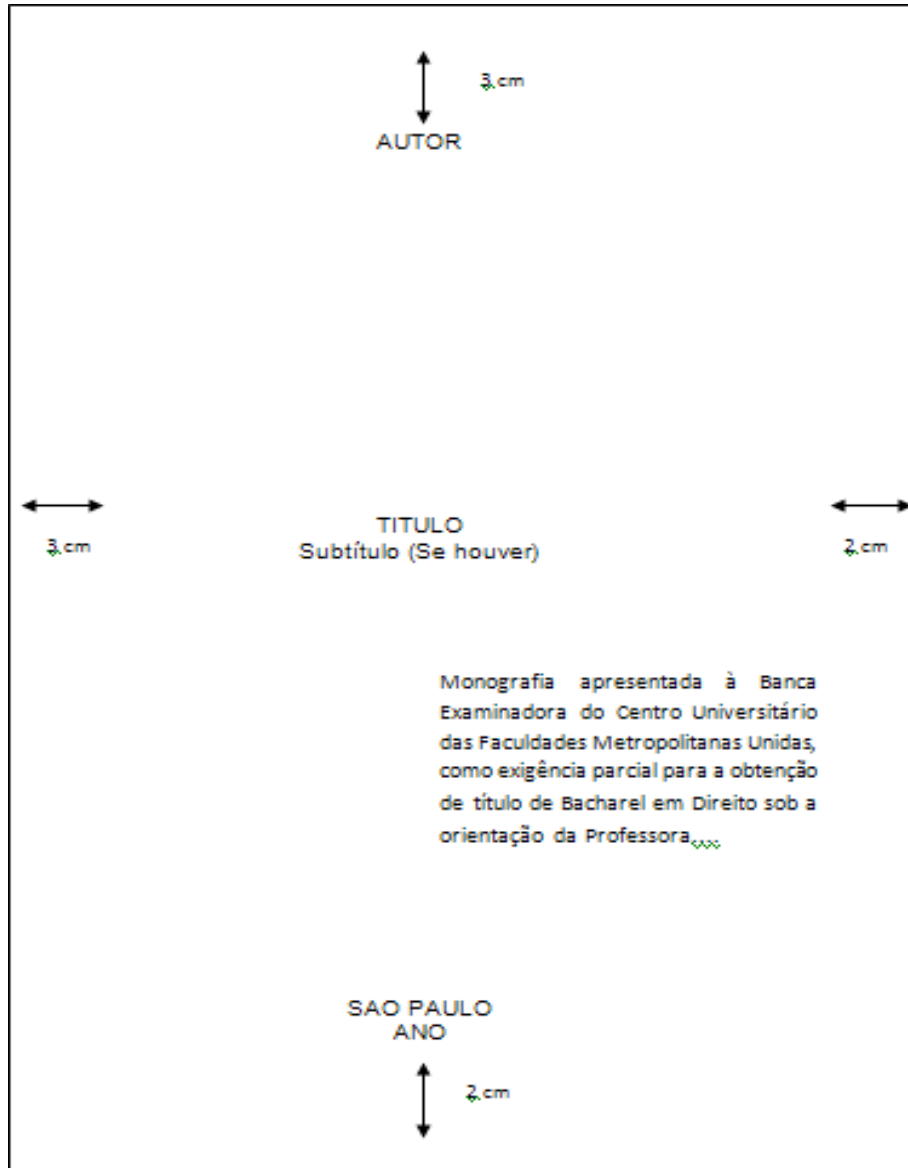 3 cm
AUTOR
TITULO
Subtítulo (Se houver)
3 cm
2 cm
Monografia apresentada à Banca
Examinadora do Centro Universitário
das Faculdades Metropolitanas Unidas,
como exigência parcial para a obtenção
de título de Bacharel em Direito sob a
orientação da Professora....
SAO PAULO
ANO
2 cm